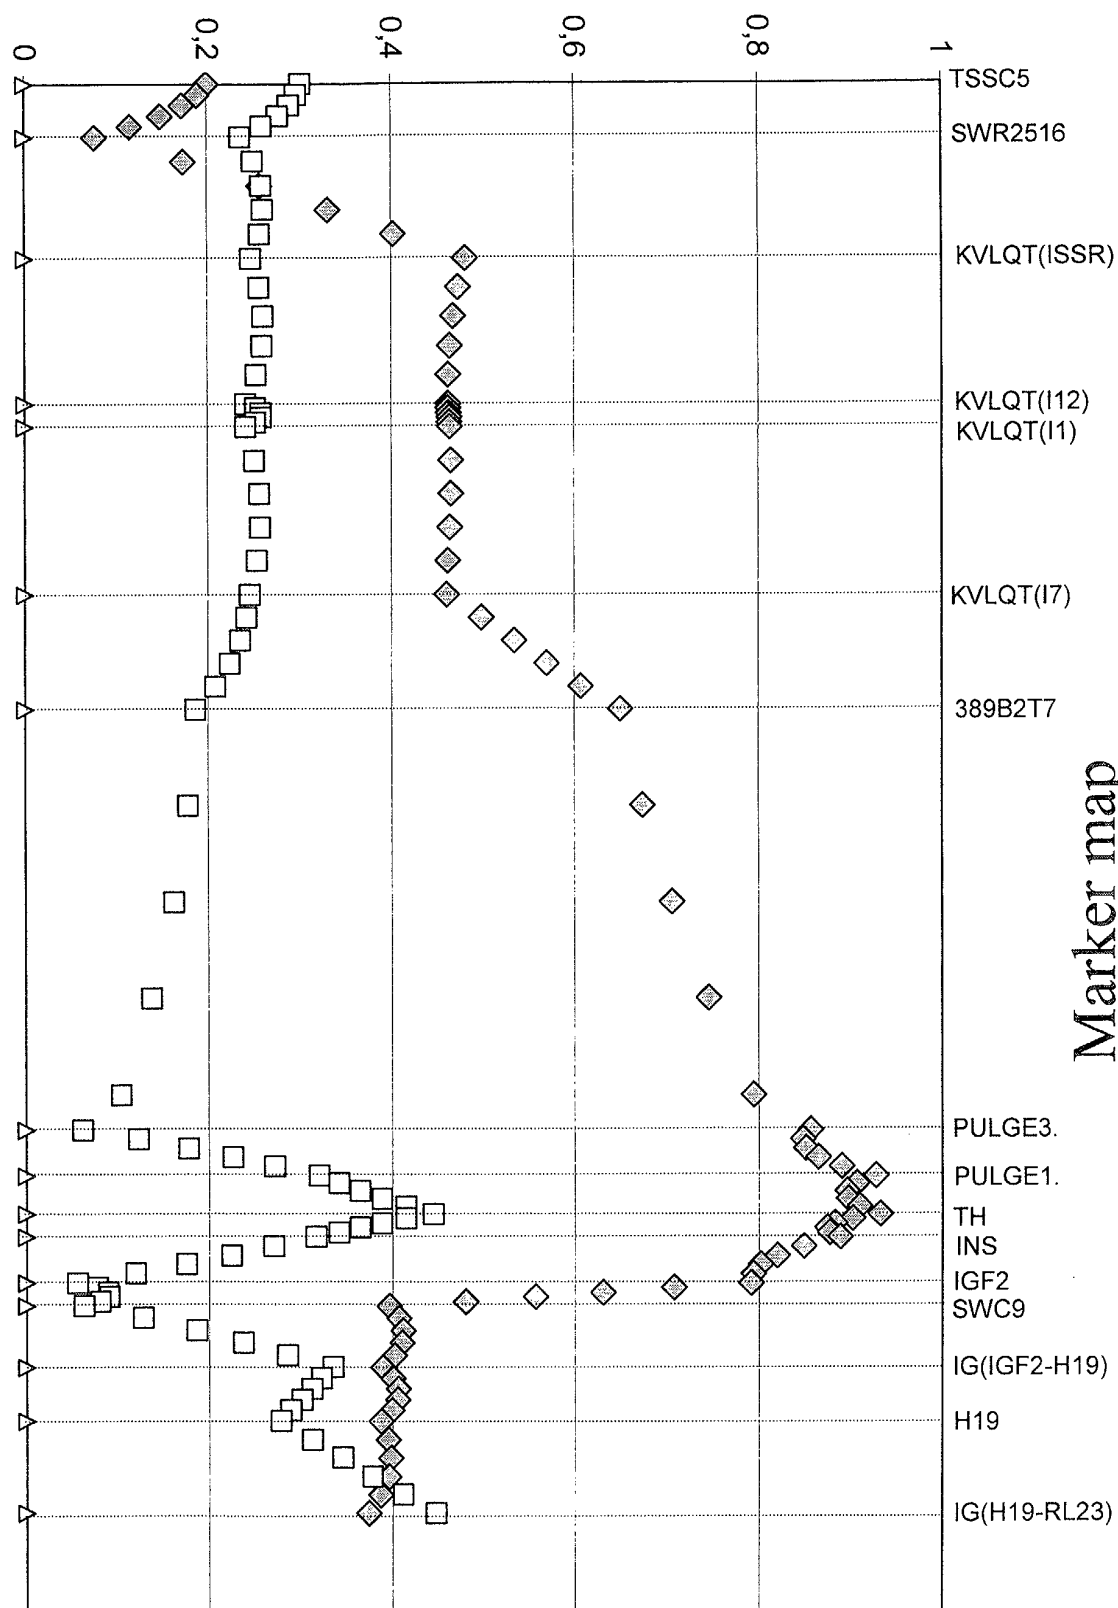 0
0,2
0,4
0,6
0,8
1
TSSC5
SWR2516
KVLQT(ISSR)
KVLQT(I12)
KVLQT(I1)
KVLQT(I7)
389B2T7
PULGE3.
PULGE1.
TH
INS
IGF2
SWC9
IG(IGF2-H19)
H19
IG(H19-RL23)
Marker map